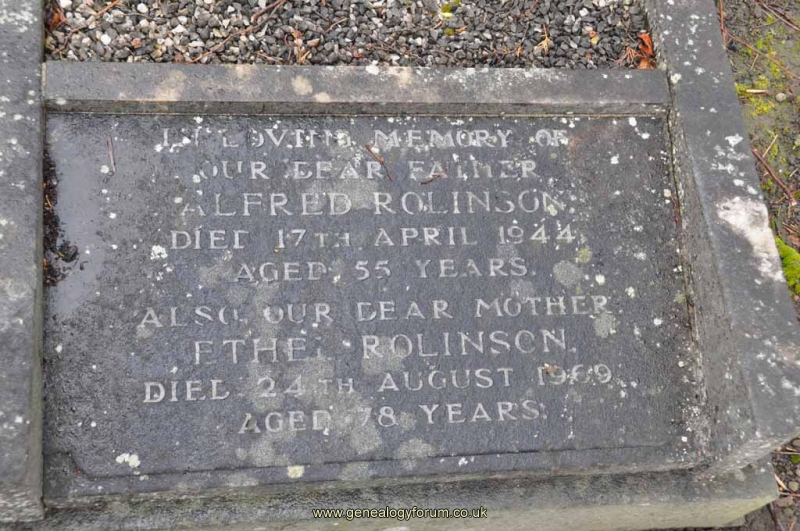 IN LOVING MEMORY OF
OUR DEAR FATHER
ALFRED ROLINSON.
DIED 17TH APRIL 1944.
AGED 55 YEARS.
ALSO OUR DEAR MOTHER
ETHEL ROLINSON.
DIED 24TH AUGUST 1969.
AGED 78 YEARS.
www.genealogyforum.co.uk